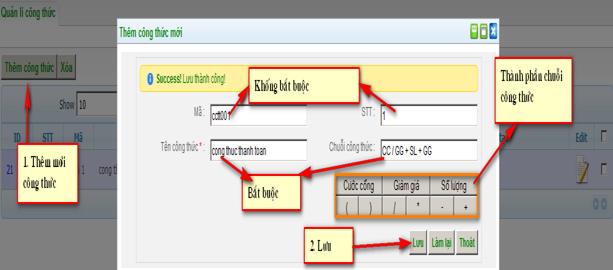 Quản lí công thức
Thêm công thức mới
Thêm công thức Xóa
Success! Lưu thành công!
Không bắt buộc
Thành phần chuỗi
công thức
Show 10
Mã : cdtt001
STT : 1
ID STT Mã
Edit
1. Thêm mới
công thức
Tên công thức * : cong thuc thanh toan
Chuỗi công thức : CC / GG + SL + GG
21
1
Bắt buộc
Cước cổng Giảm giá Số lượng
( ) / * - +
2. Lưu
Lưu Làm lại Thoát